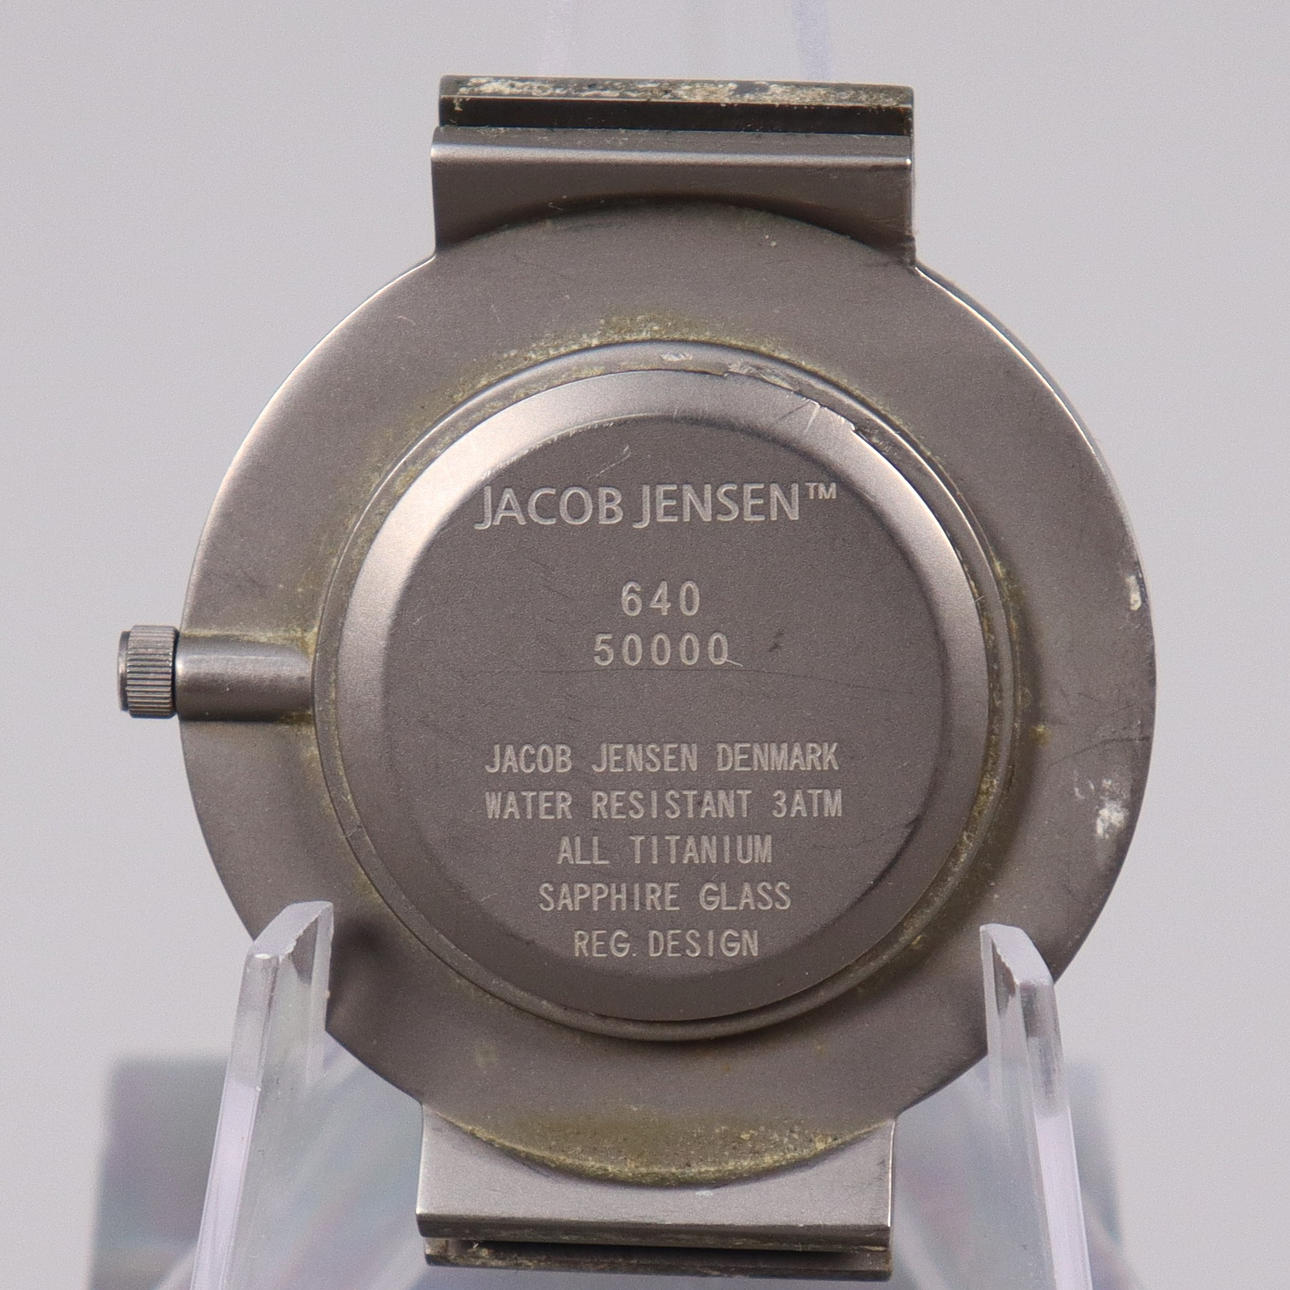 JACOB JENSEN™
640
50000
JACOB JENSEN DENMARK
WATER RESISTANT 3ATM
ALL TITANIUM
SAPPHIRE GLASS
REG. DESIGN